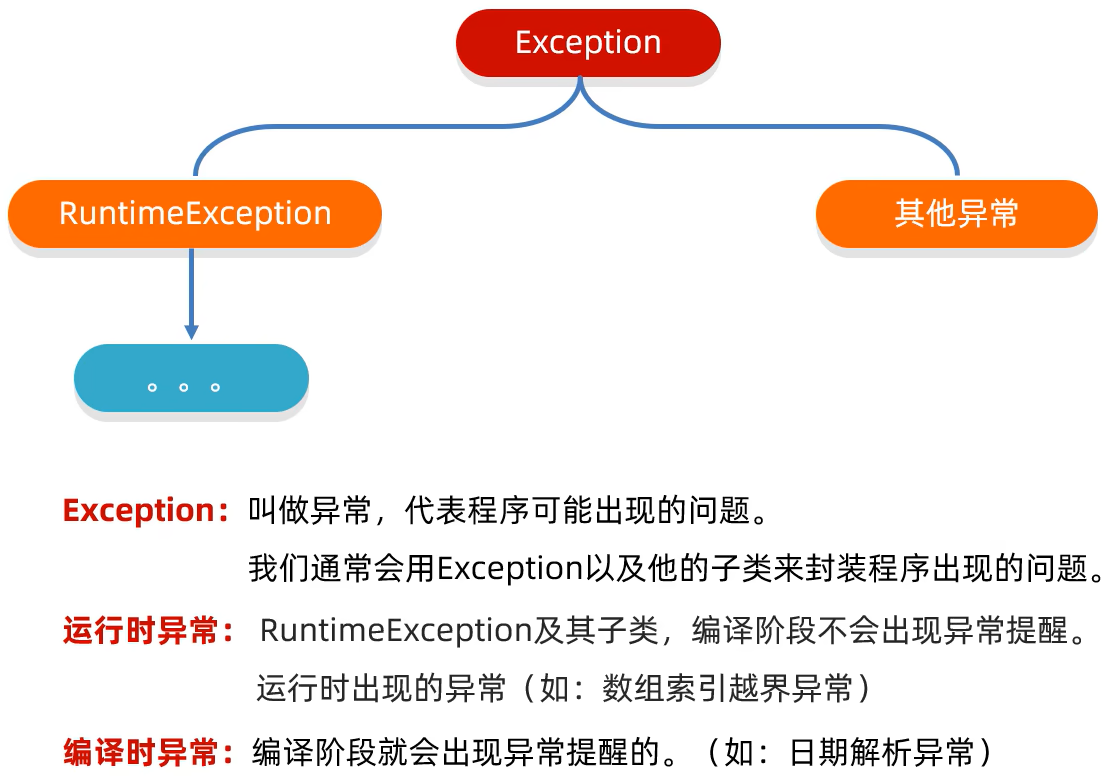 Exception
RuntimeException
其他异常
。。。
Exception：叫做异常，代表程序可能出现的问题。
我们通常会用Exception以及他的子类来封装程序出现的问题。
运行时异常：RuntimeException及其子类，编译阶段不会出现异常提醒。
运行时出现的异常（如：数组索引越界异常）
编译时异常：编译阶段就会出现异常提醒的。（如：日期解析异常）